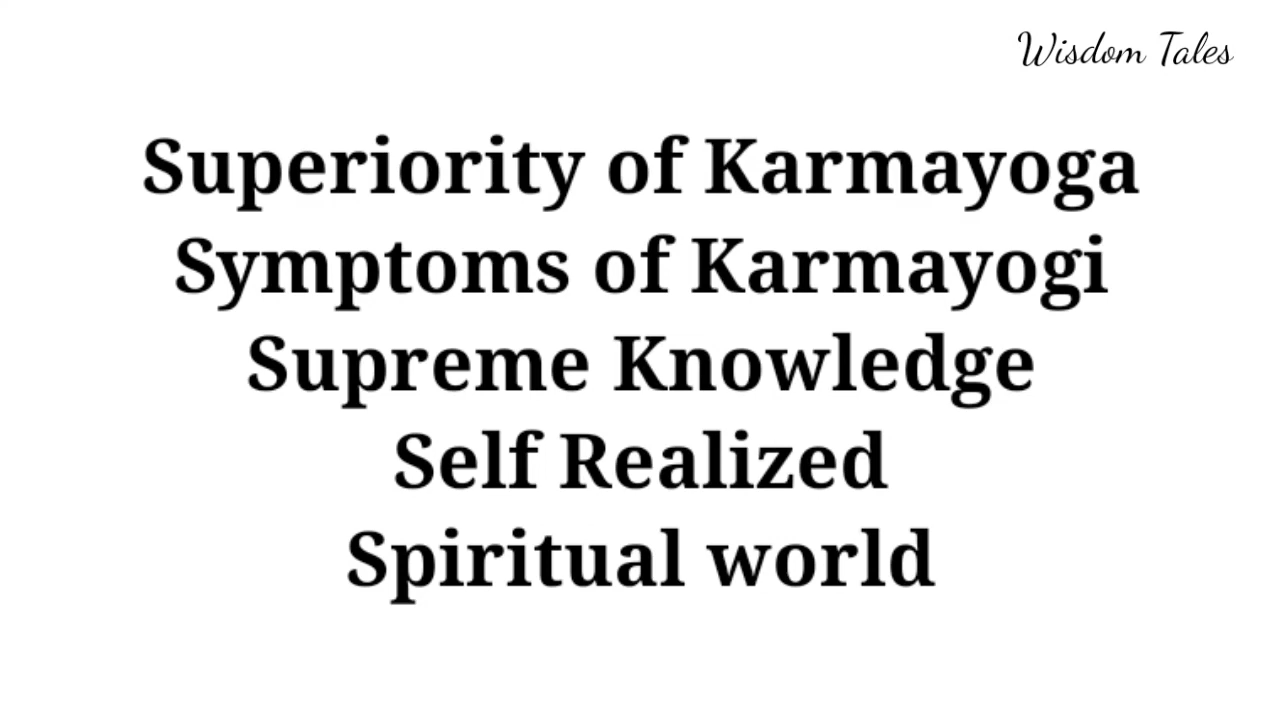 Wisdom Tales
Superiority of Karmayoga
Symptoms of Karmayogi
Supreme Knowledge
Self Realized
Spiritual world